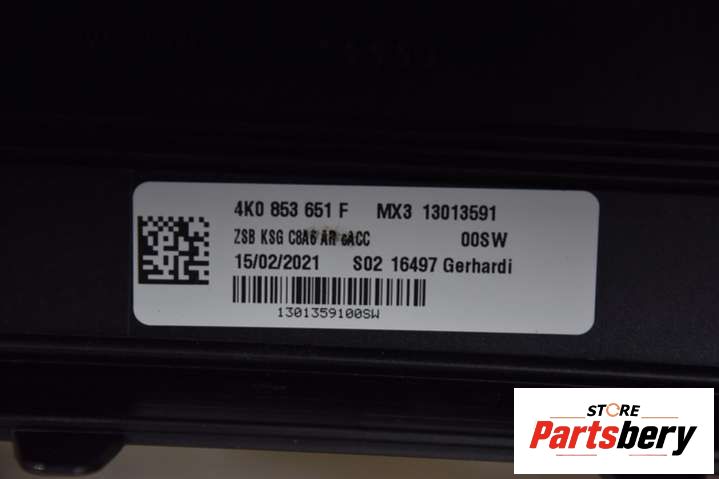 4K0 853 651 F MX3 13013591
ZSB KSG C8A6 AR oACC 00SW
15/02/2021 S02 16497 Gerhardi
1301359100SW
STORE
Partsbery